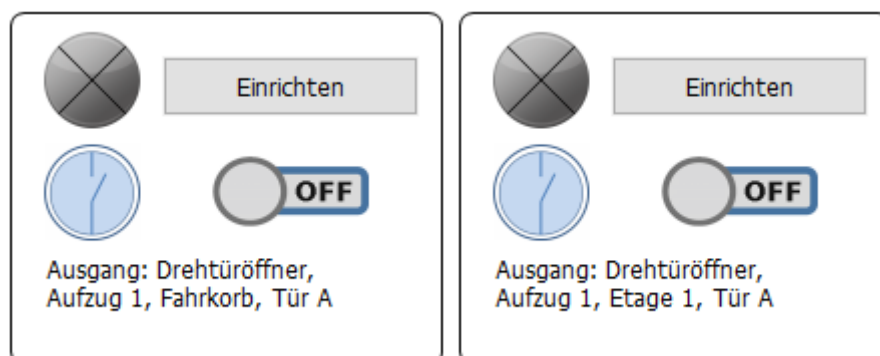 Einrichten
OFF
Ausgang: Drehtüröffner,
Aufzug 1, Fahrkorb, Tür A
Einrichten
OFF
Ausgang: Drehtüröffner,
Aufzug 1, Etage 1, Tür A